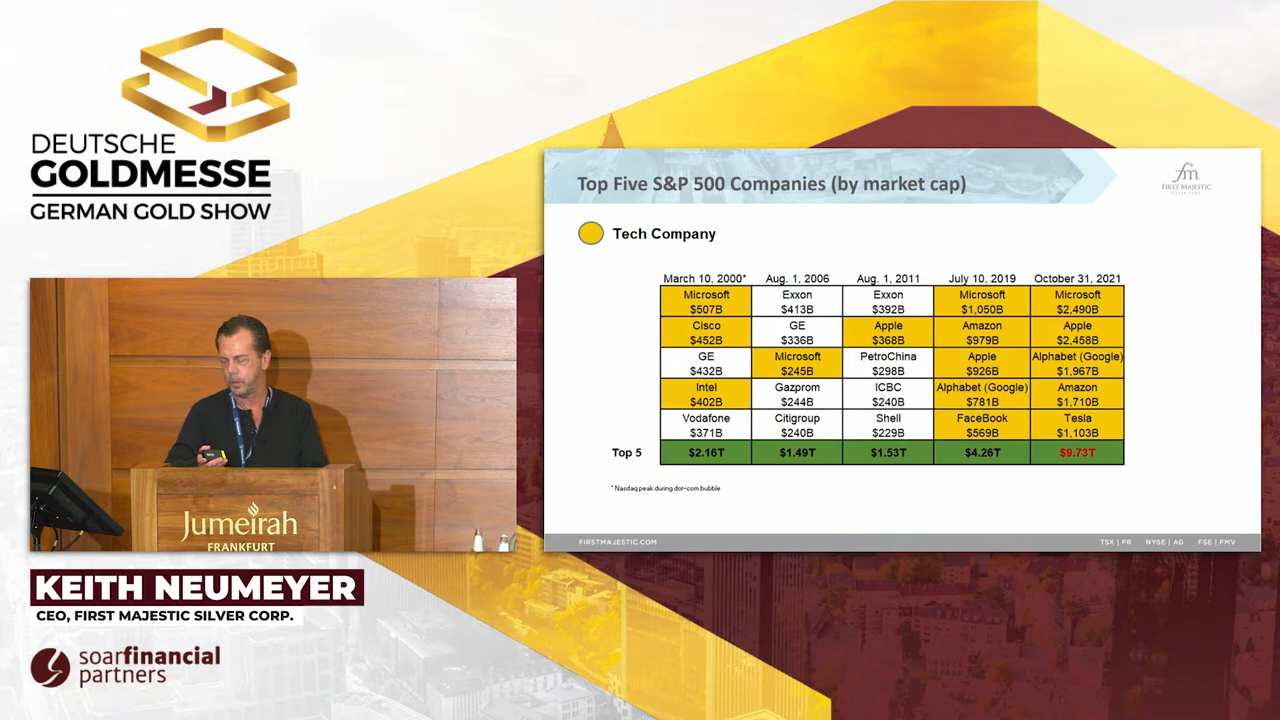 DEUTSCHE
GOLDMESSE
GERMAN GOLD SHOW
Jumeirah
FRANKFURT
KEITH NEUMEYER
CEO, FIRST MAJESTIC SILVER CORP.
soarfinancial
partners
Top Five S&P 500 Companies (by market cap)
fm
FIRST MAJESTIC
SILVER CORP.
Tech Company
March 10, 2000* Aug. 1, 2006 Aug. 1, 2011 July 10, 2019 October 31, 2021
Microsoft Exxon Exxon Microsoft Microsoft
$507B $413B $392B $1,050B $2,490B
Cisco GE Apple Amazon Apple
$452B $336B $368B $979B $2,458B
GE Microsoft PetroChina Apple Alphabet (Google)
$432B $245B $298B $926B $1,967B
Intel Gazprom ICBC Alphabet (Google) Amazon
$402B $244B $240B $781B $1,710B
Vodafone Citigroup Shell FaceBook Tesla
$371B $240B $229B $569B $1,103B
Top 5 $2.16T $1.49T $1.53T $4.26T $9.73T
* Nasdaq peak during dot-com bubble
FIRSTMAJESTIC.COM TSX | FR NYSE | AG FSE | FMV